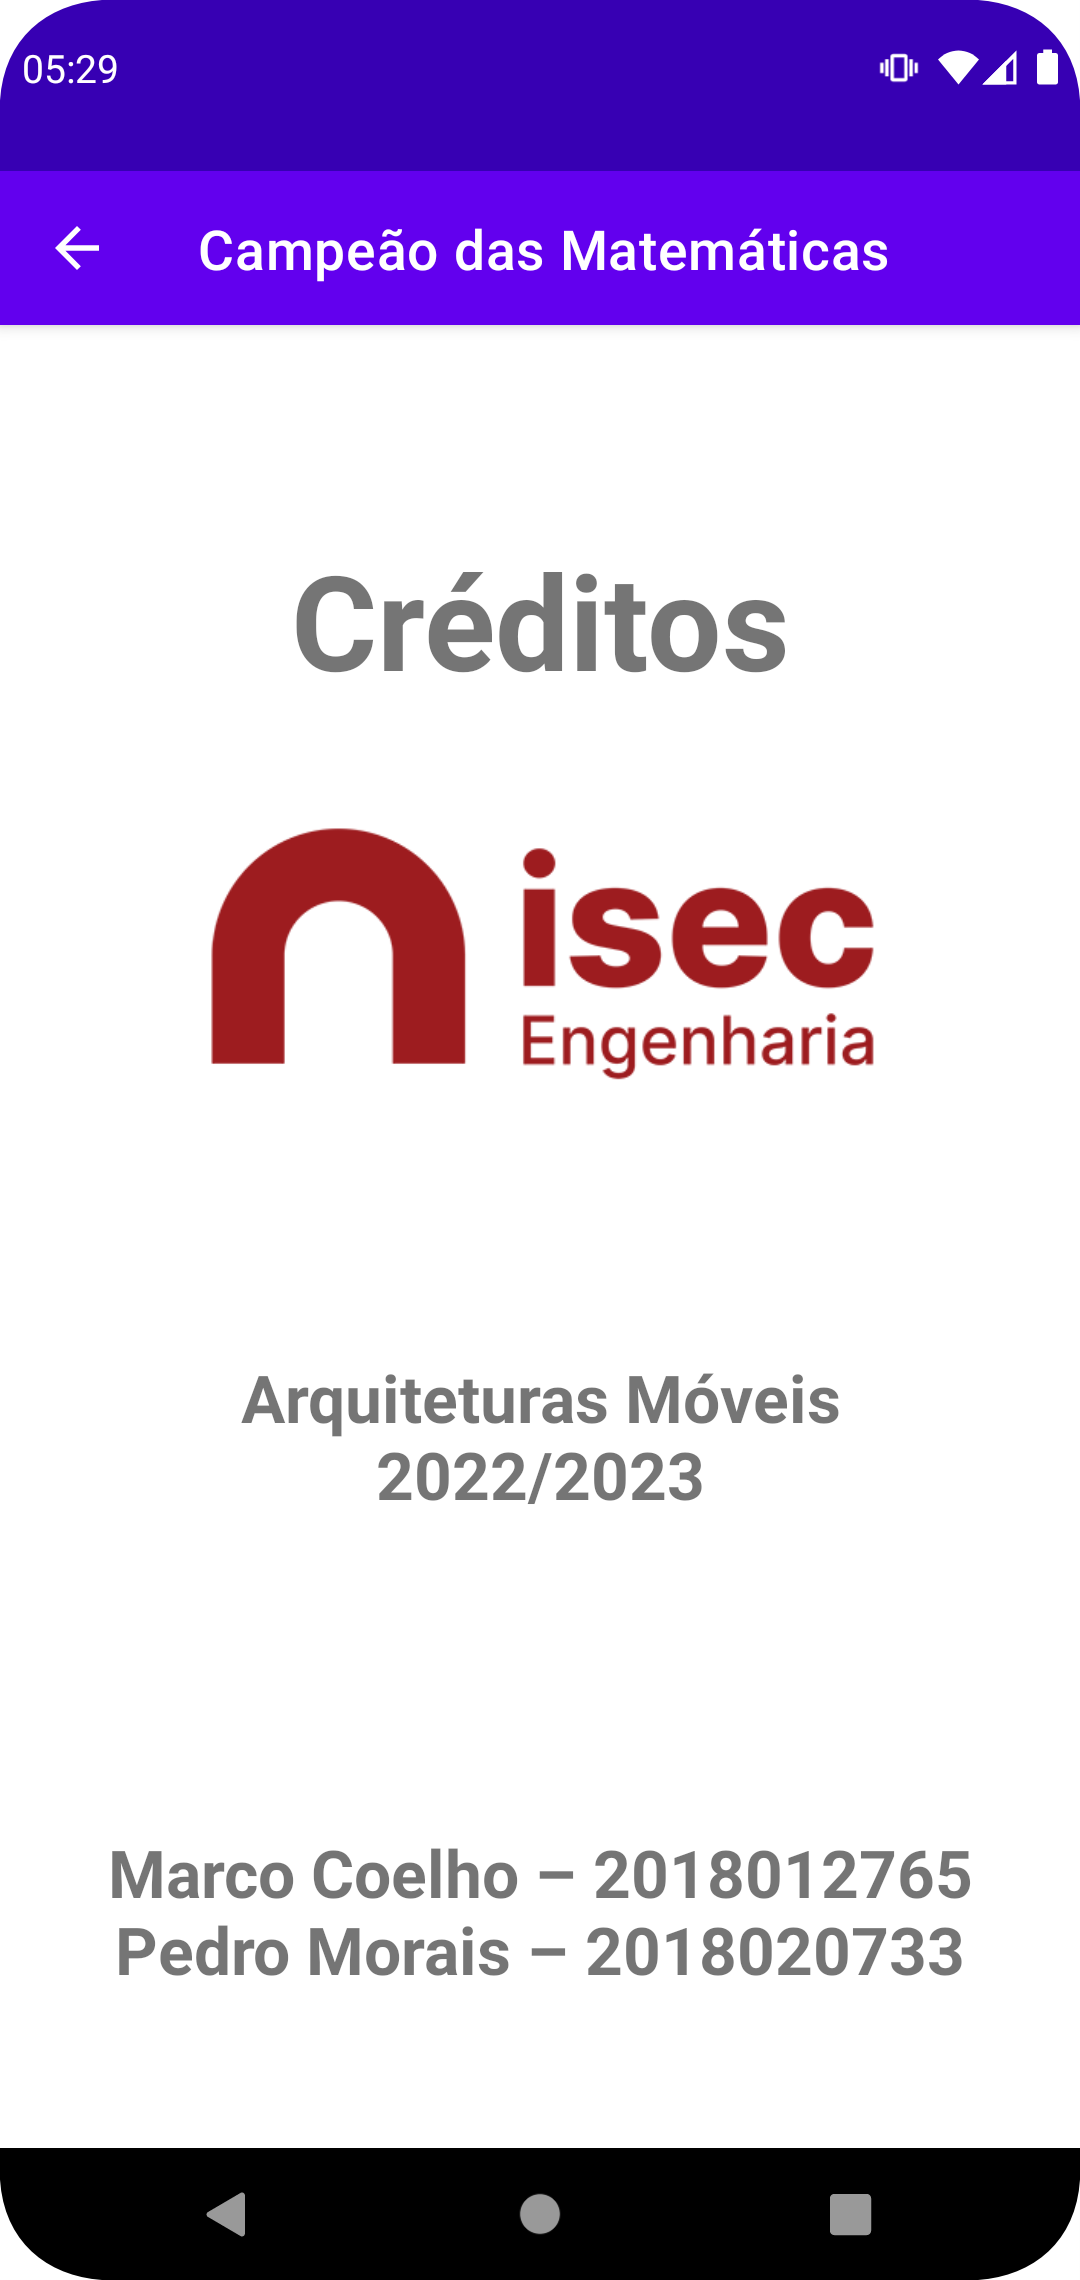 05:29
Campeão das Matemáticas
Créditos
isec
Engenharia
Arquiteturas Móveis
2022/2023
Marco Coelho – 2018012765
Pedro Morais – 2018020733